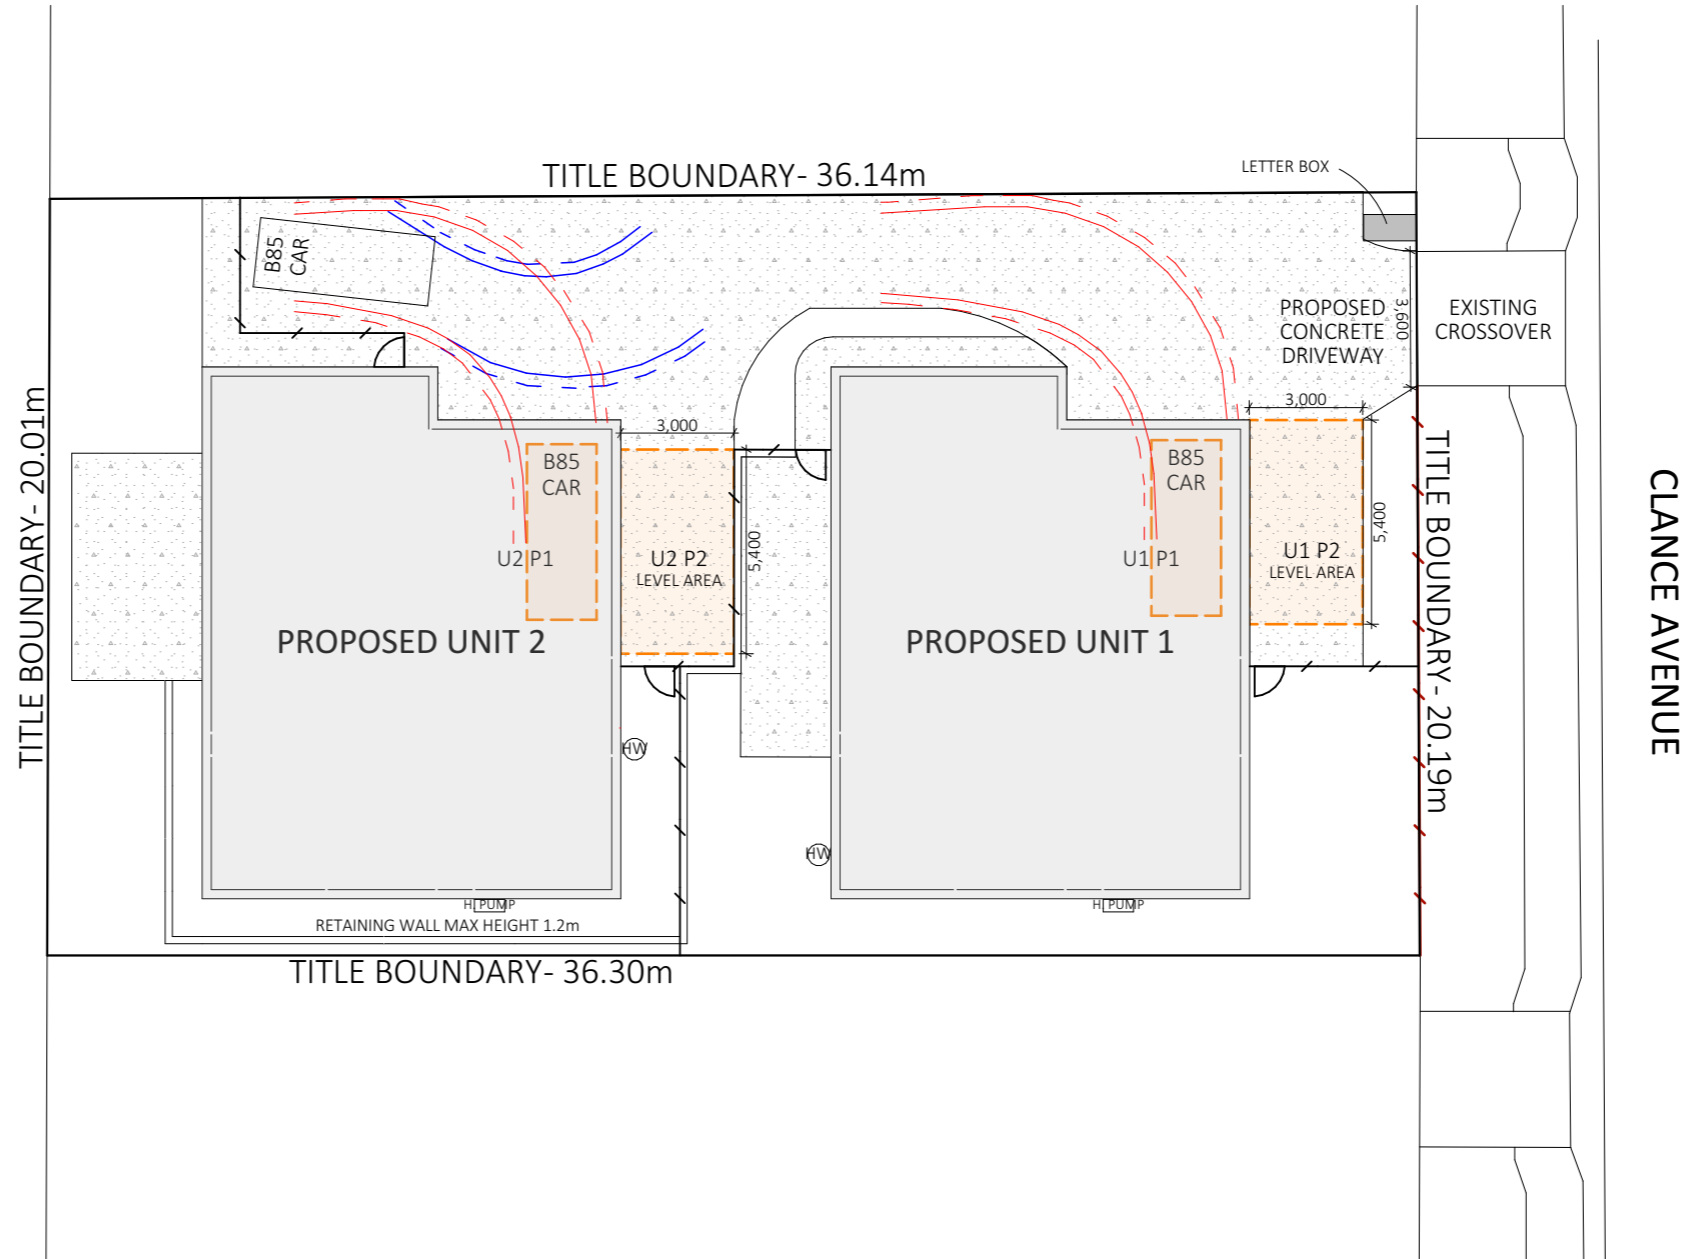 TITLE BOUNDARY- 36.14m
LETTER BOX
B85
CAR
PROPOSED
CONCRETE
DRIVEWAY
3,600
EXISTING
CROSSOVER
3,000
3,000
B85
CAR
B85
CAR
U2 P1
U2 P2
LEVEL AREA
5,400
U1 P1
U1 P2
LEVEL AREA
5,400
TITLE BOUNDARY- 20.01m
TITLE BOUNDARY- 20.19m
CLANCE AVENUE
PROPOSED UNIT 2
PROPOSED UNIT 1
HW
HW
H. PUMP
H. PUMP
RETAINING WALL MAX HEIGHT 1.2m
TITLE BOUNDARY- 36.30m